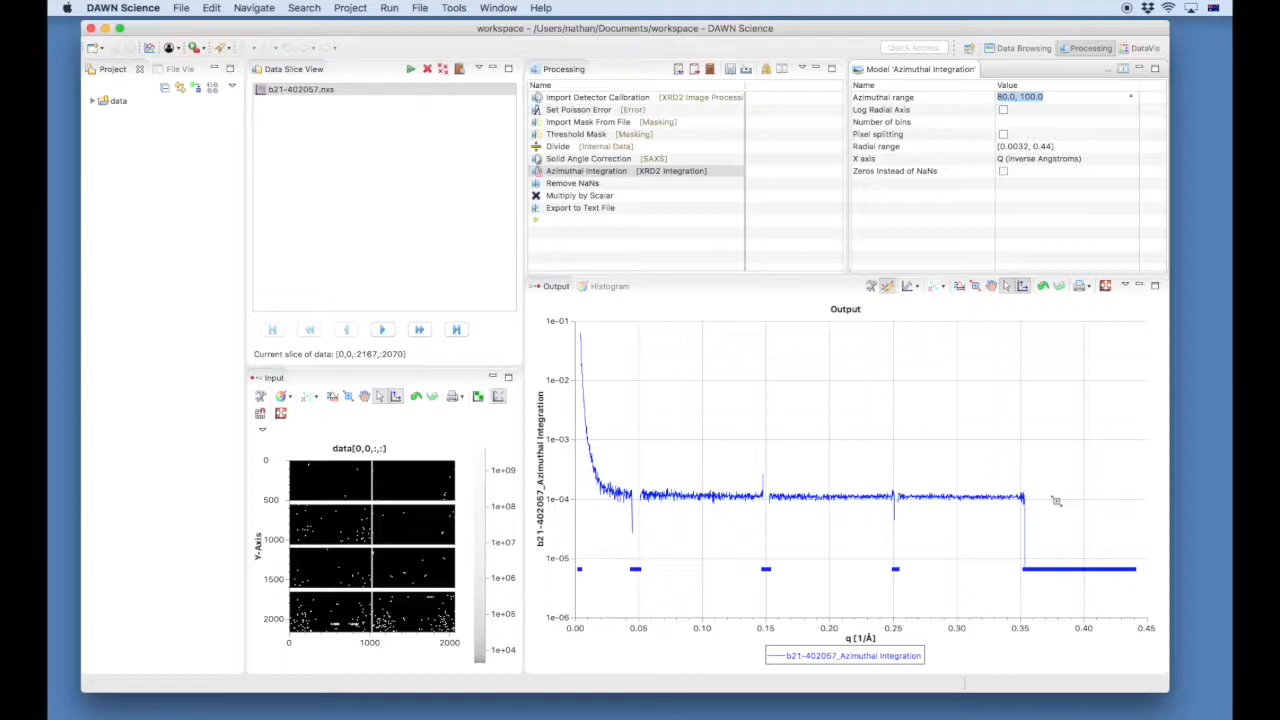 DAWN Science File Edit Navigate Search Project Run File Tools Window Help
workspace - /Users/nathan/Documents/workspace - DAWN Science
Quick Access
Data Browsing
Processing
DataVis
Project
File Vie
data
Data Slice View
b21-402057.nxs
Current slice of data: [0,0,:2167,:2070]
Processing
Name
Import Detector Calibration [XRD2 Image Processi
Set Poisson Error [Error]
Import Mask From File [Masking]
Threshold Mask [Masking]
Divide [Internal Data]
Solid Angle Correction [SAXS]
Azimuthal Integration [XRD2 Integration]
Remove NaNs
Multiply by Scalar
Export to Text File
Model 'Azimuthal Integration'
Name Value
Azimuthal range 80.0, 100.0
Log Radial Axis
Number of bins
Pixel splitting
Radial range [0.0032, 0.44]
X axis Q (inverse Angstroms)
Zeros Instead of NaNs
Input
data[0,0,:,:]
0
500
1000
1500
2000
Y-Axis
0 1000 2000
1e+09
1e+08
1e+07
1e+06
1e+05
1e+04
Output
Histogram
Output
1e-01
1e-02
1e-03
1e-04
1e-05
1e-06
b21-402057_Azimuthal Integration
0.00 0.05 0.10 0.15 0.20 0.25 0.30 0.35 0.40 0.45
q [1/Å]
b21-402057_Azimuthal Integration